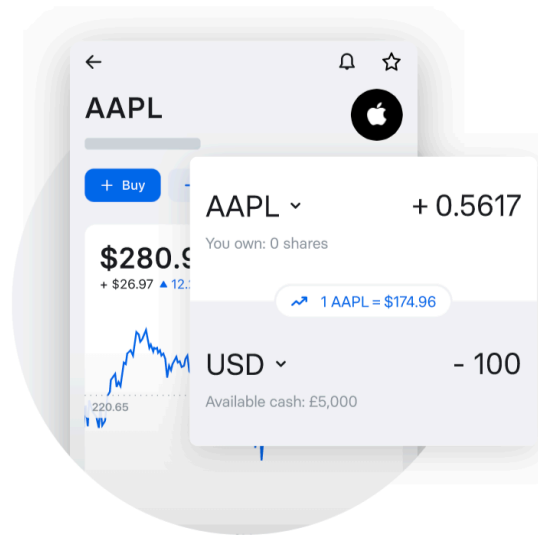 AAPL
+ Buy
$280.9
+ $26.97 ▲ 12.
220.65
AAPL
+ 0.5617
You own: 0 shares
1 AAPL = $174.96
USD
- 100
Available cash: £5,000